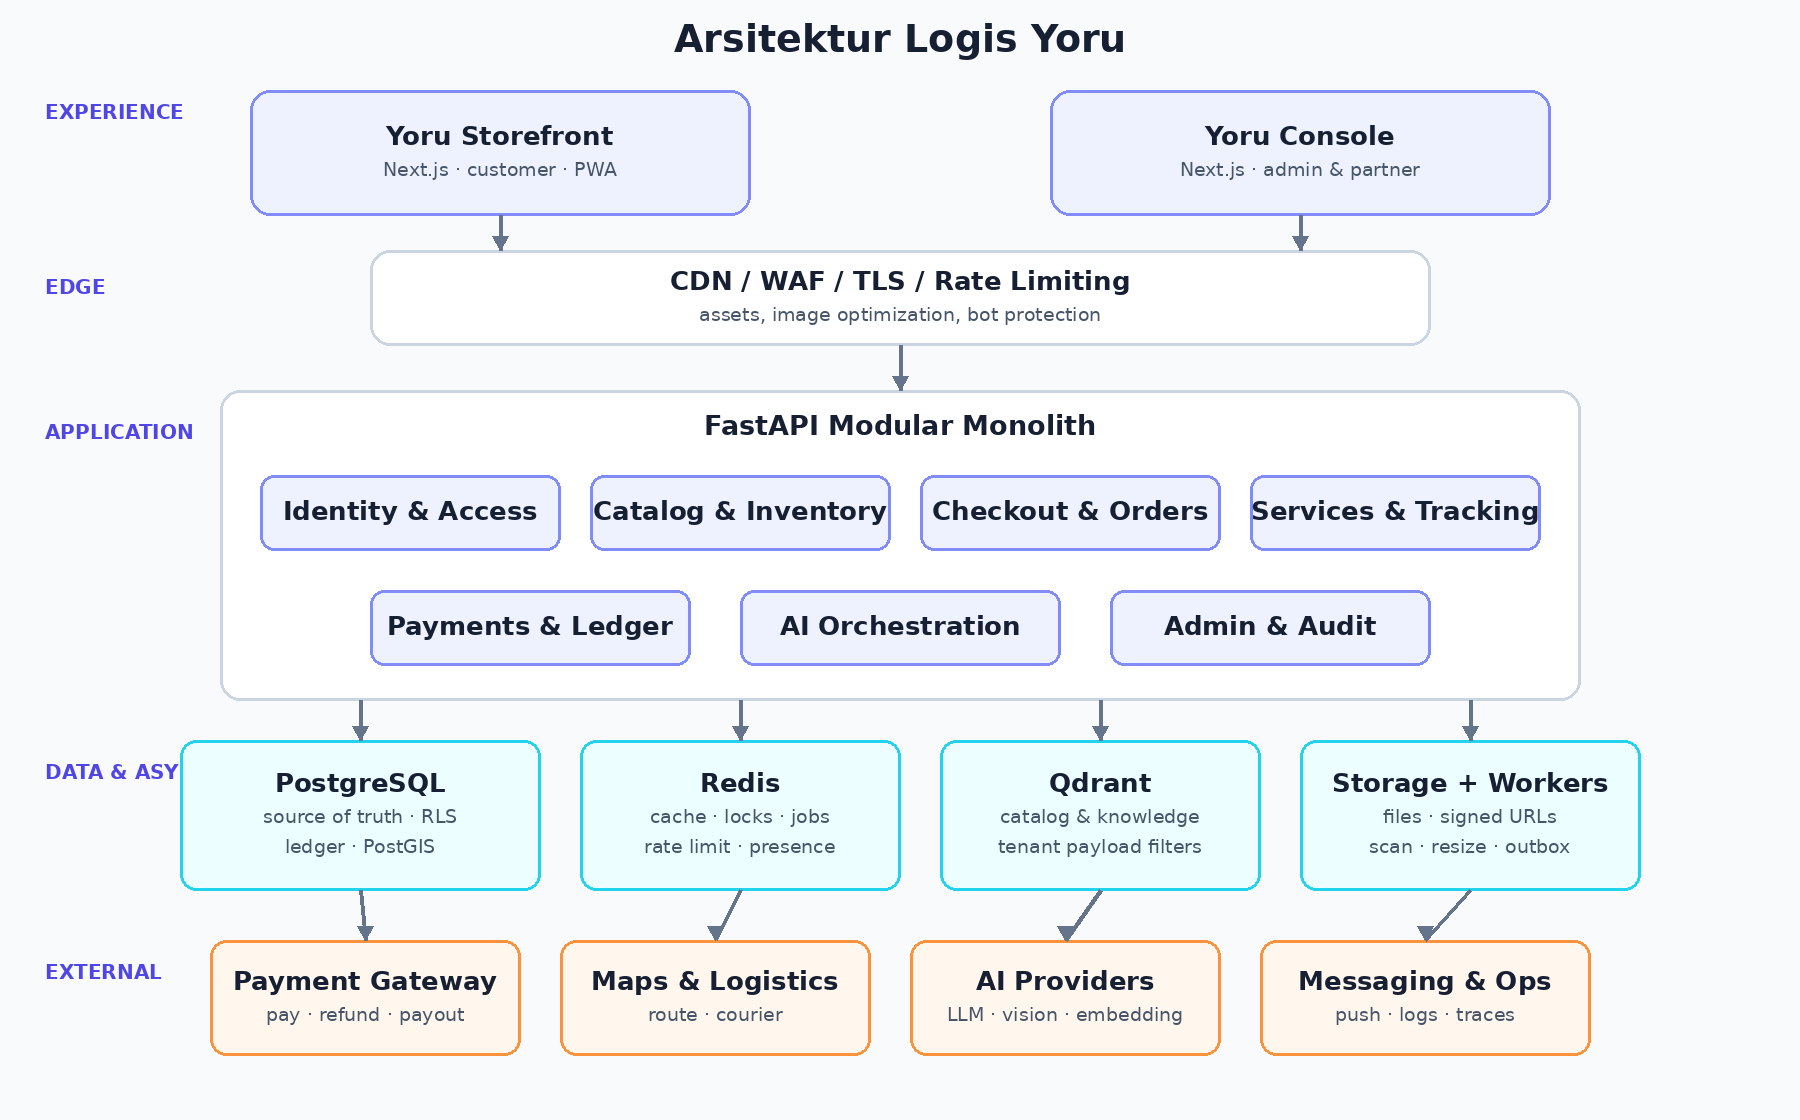 Arsitektur Logis Yoru
EXPERIENCE
Yoru Storefront
Next.js · customer · PWA
Yoru Console
Next.js · admin & partner
EDGE
CDN / WAF / TLS / Rate Limiting
assets, image optimization, bot protection
APPLICATION
FastAPI Modular Monolith
Identity & Access
Catalog & Inventory
Checkout & Orders
Services & Tracking
Payments & Ledger
AI Orchestration
Admin & Audit
DATA & ASY
PostgreSQL
source of truth · RLS
ledger · PostGIS
Redis
cache · locks · jobs
rate limit · presence
Qdrant
catalog & knowledge
tenant payload filters
Storage + Workers
files · signed URLs
scan · resize · outbox
EXTERNAL
Payment Gateway
pay · refund · payout
Maps & Logistics
route · courier
AI Providers
LLM · vision · embedding
Messaging & Ops
push · logs · traces